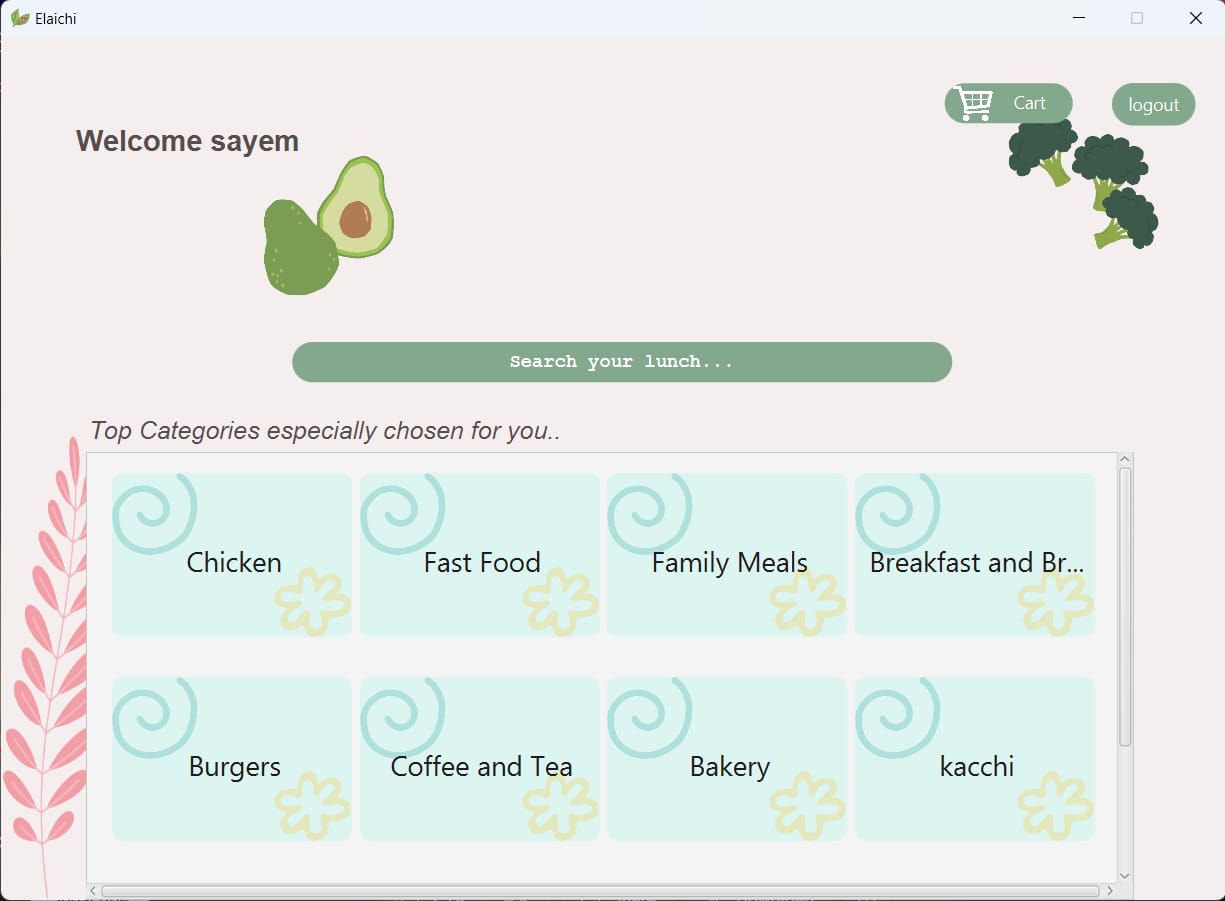 Elaichi
Cart
logout
Welcome sayem
Search your lunch...
Top Categories especially chosen for you..
Chicken
Fast Food
Family Meals
Breakfast and Br...
Burgers
Coffee and Tea
Bakery
kacchi